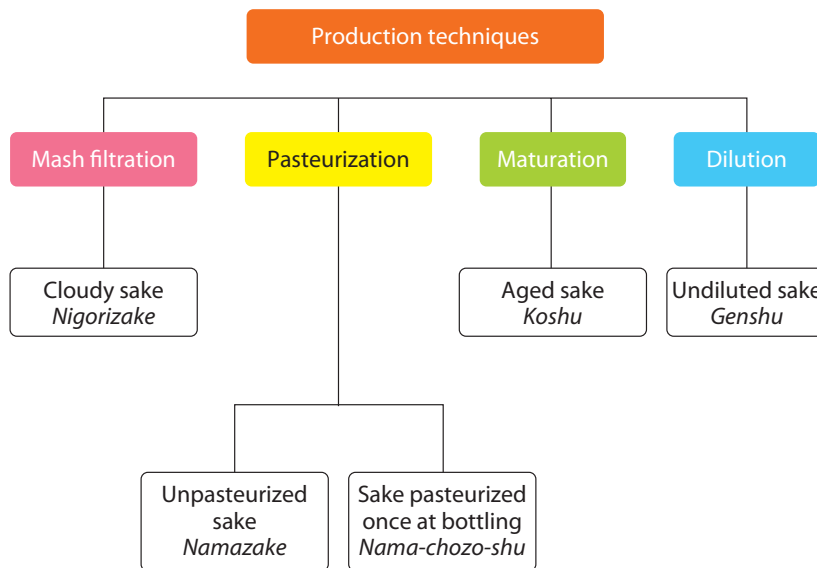 Production techniques
Mash filtration
Pasteurization
Maturation
Dilution
Cloudy sake
Nigorizake
Aged sake
Koshu
Undiluted sake
Genshu
Unpasteurized
sake
Namazake
Sake pasteurized
once at bottling
Nama-chozo-shu